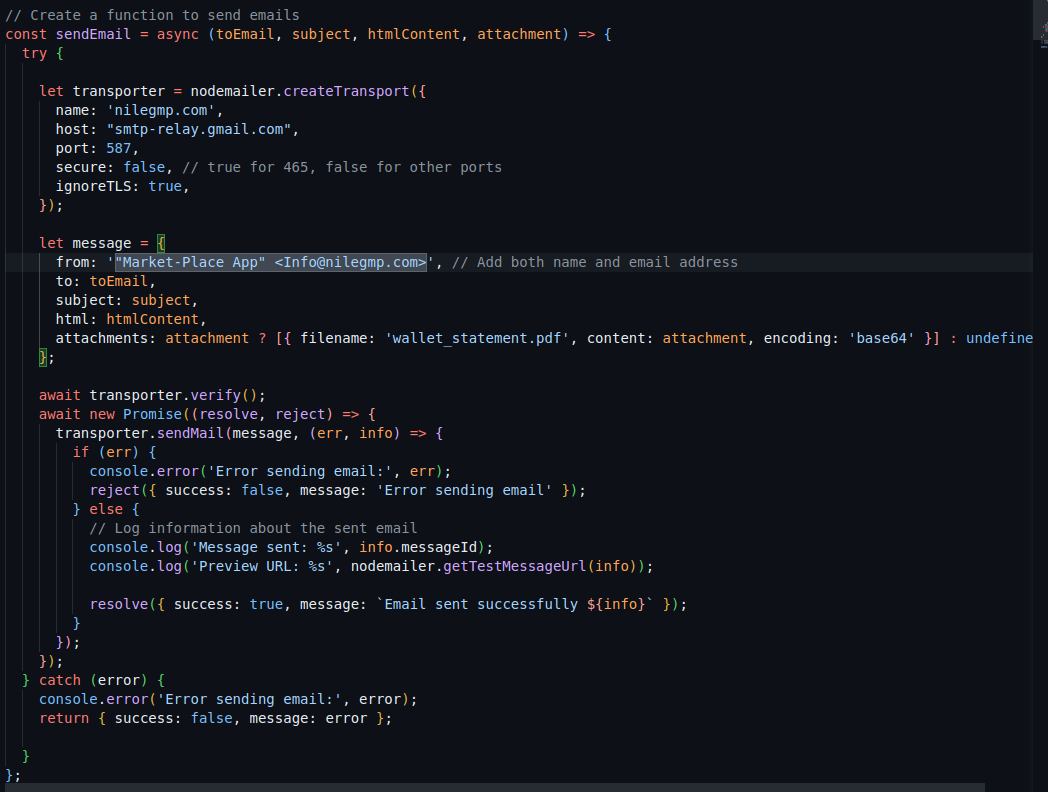 // Create a function to send emails
const sendEmail = async (toEmail, subject, htmlContent, attachment) => {
  try {

    let transporter = nodemailer.createTransport({
      name: 'nilegmp.com',
      host: "smtp-relay.gmail.com",
      port: 587,
      secure: false, // true for 465, false for other ports
      ignoreTLS: true,
    });

    let message = {
      from: '"Market-Place App" <Info@nilegmp.com>', // Add both name and email address
      to: toEmail,
      subject: subject,
      html: htmlContent,
      attachments: attachment ? [{ filename: 'wallet_statement.pdf', content: attachment, encoding: 'base64' }] : undefine
    };

    await transporter.verify();
    await new Promise((resolve, reject) => {
      transporter.sendMail(message, (err, info) => {
        if (err) {
          console.error('Error sending email:', err);
          reject({ success: false, message: 'Error sending email' });
        } else {
          // Log information about the sent email
          console.log('Message sent: %s', info.messageId);
          console.log('Preview URL: %s', nodemailer.getTestMessageUrl(info));

          resolve({ success: true, message: `Email sent successfully ${info}` });
        }
      });
    });
  } catch (error) {
    console.error('Error sending email:', error);
    return { success: false, message: error };

  }
};